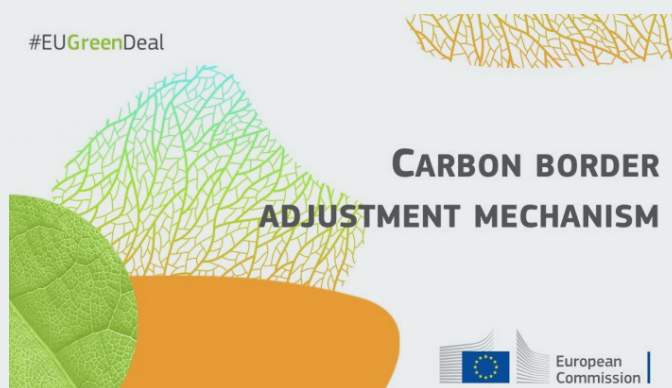 #EUGreenDeal
CARBON BORDER
ADJUSTMENT MECHANISM
European
Commission